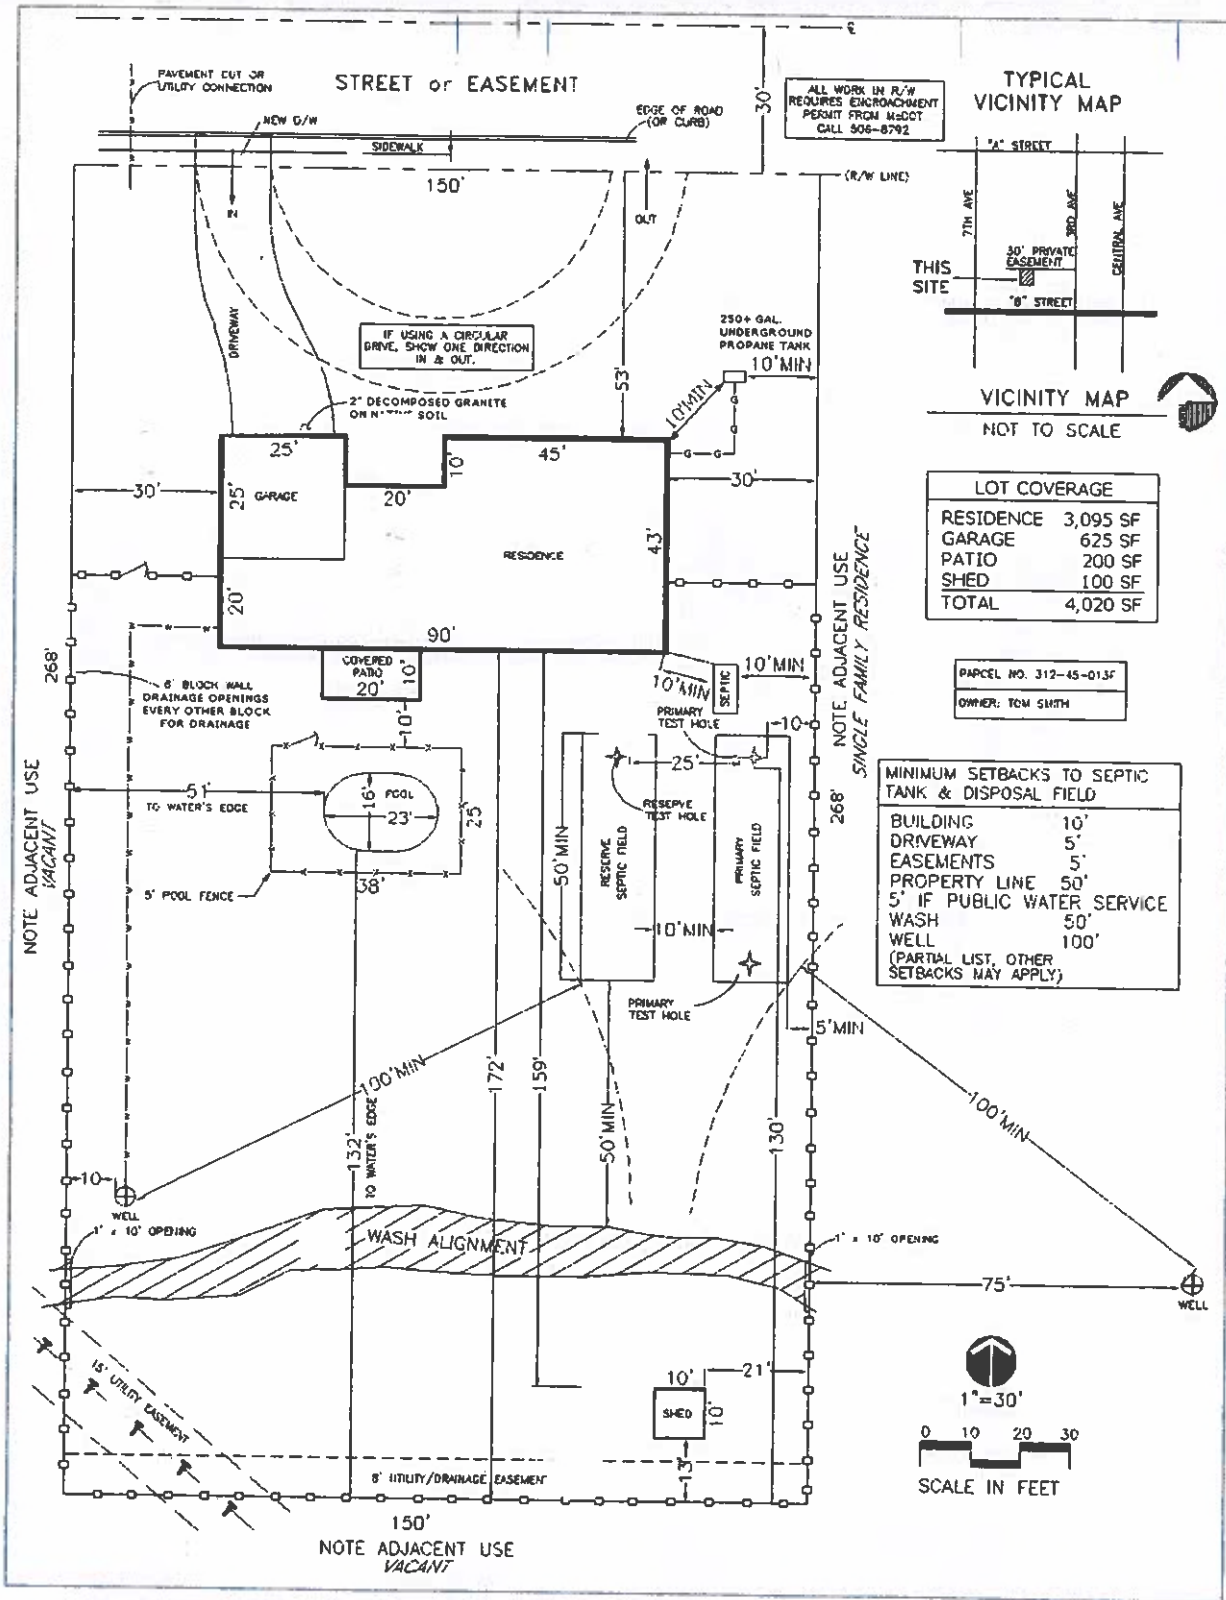 ℄
PAVEMENT CUT OR
UTILITY CONNECTION
STREET or EASEMENT
NEW D/W
EDGE OF ROAD
(OR CURB)
SIDEWALK
30'
ALL WORK IN R/W
REQUIRES ENCROACHMENT
PERMIT FROM McDOT
CALL 506-8792
150'
(R/W LINE)
IN
OUT
TYPICAL
VICINITY MAP
"A" STREET
7TH AVE
3RD AVE
CENTRAL AVE
30' PRIVATE
EASEMENT
THIS
SITE
"B" STREET
VICINITY MAP
NOT TO SCALE
DRIVEWAY
IF USING A CIRCULAR
DRIVE, SHOW ONE DIRECTION
IN & OUT.
53'
250+ GAL.
UNDERGROUND
PROPANE TANK
10'MIN
10'MIN
2" DECOMPOSED GRANITE
ON NATIVE SOIL
25'
10'
45'
G
G
G
G
30'
25'
GARAGE
20'
30'
RESIDENCE
43'
20'
90'
LOT COVERAGE
RESIDENCE 3,095 SF
GARAGE 625 SF
PATIO 200 SF
SHED 100 SF
TOTAL 4,020 SF
PARCEL NO. 312-45-013F
OWNER: TOM SMITH
NOTE ADJACENT USE
SINGLE FAMILY RESIDENCE
268'
268'
W W
6' BLOCK WALL
DRAINAGE OPENINGS
EVERY OTHER BLOCK
FOR DRAINAGE
COVERED
PATIO
20'
10'
10'
10'MIN
SEPTIC
10'MIN
PRIMARY
TEST HOLE
10
25'
RESERVE
TEST HOLE
51'
TO WATER'S EDGE
16'
POOL
23'
25'
38'
5' POOL FENCE
50'MIN
RESERVE
SEPTIC FIELD
PRIMARY
SEPTIC FIELD
10'MIN
PRIMARY
TEST HOLE
5'MIN
MINIMUM SETBACKS TO SEPTIC
TANK & DISPOSAL FIELD
BUILDING 10'
DRIVEWAY 5'
EASEMENTS 5'
PROPERTY LINE 50'
5' IF PUBLIC WATER SERVICE
WASH 50'
WELL 100'
(PARTIAL LIST, OTHER
SETBACKS MAY APPLY)
NOTE ADJACENT USE
VACANT
100'MIN
172'
159'
132'
TO WATER'S EDGE
50'MIN
130'
100'MIN
10
WELL
1' x 10' OPENING
WASH ALIGNMENT
1' x 10' OPENING
75'
WELL
15' UTILITY EASEMENT
10'
21'
SHED
10'
13'
8' UTILITY/DRAINAGE EASEMENT
150'
NOTE ADJACENT USE
VACANT
1"=30'
0 10 20 30
SCALE IN FEET